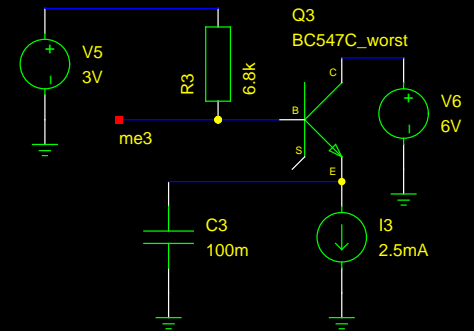 Q3
BC547C_worst
V5
3V
R3
6.8k
C
B
S
E
V6
6V
me3
C3
100m
I3
2.5mA